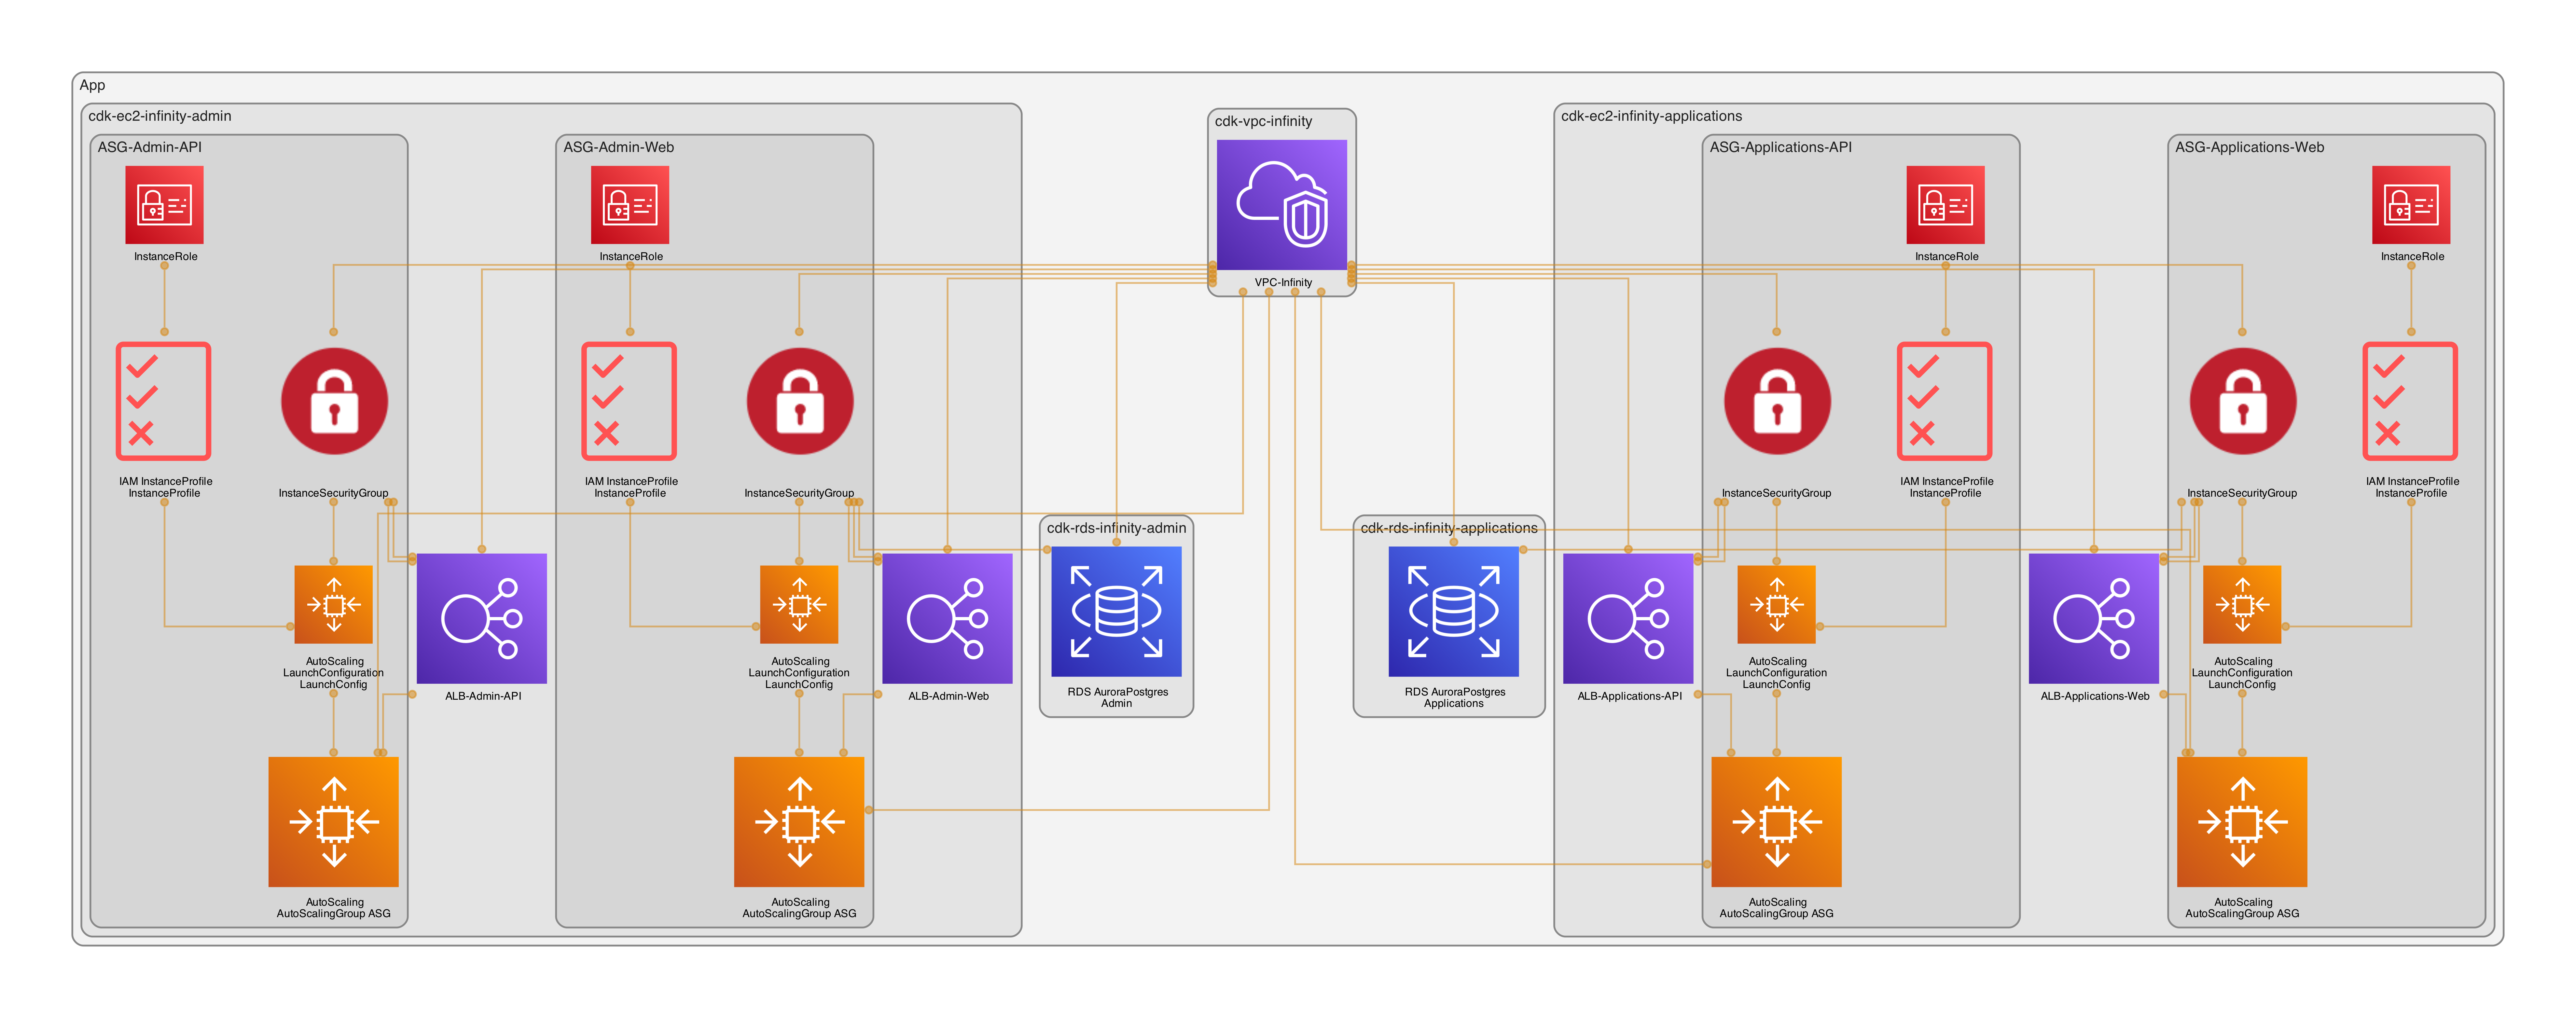 App
cdk-ec2-infinity-admin
ASG-Admin-API
InstanceRole
IAM InstanceProfile
InstanceProfile
InstanceSecurityGroup
AutoScaling
LaunchConfiguration
LaunchConfig
AutoScaling
AutoScalingGroup ASG
ALB-Admin-API
ASG-Admin-Web
InstanceRole
IAM InstanceProfile
InstanceProfile
InstanceSecurityGroup
AutoScaling
LaunchConfiguration
LaunchConfig
AutoScaling
AutoScalingGroup ASG
ALB-Admin-Web
cdk-vpc-infinity
VPC-Infinity
cdk-rds-infinity-admin
RDS AuroraPostgres
Admin
cdk-rds-infinity-applications
RDS AuroraPostgres
Applications
cdk-ec2-infinity-applications
ALB-Applications-API
ASG-Applications-API
InstanceRole
InstanceSecurityGroup
IAM InstanceProfile
InstanceProfile
AutoScaling
LaunchConfiguration
LaunchConfig
AutoScaling
AutoScalingGroup ASG
ALB-Applications-Web
ASG-Applications-Web
InstanceRole
InstanceSecurityGroup
IAM InstanceProfile
InstanceProfile
AutoScaling
LaunchConfiguration
LaunchConfig
AutoScaling
AutoScalingGroup ASG